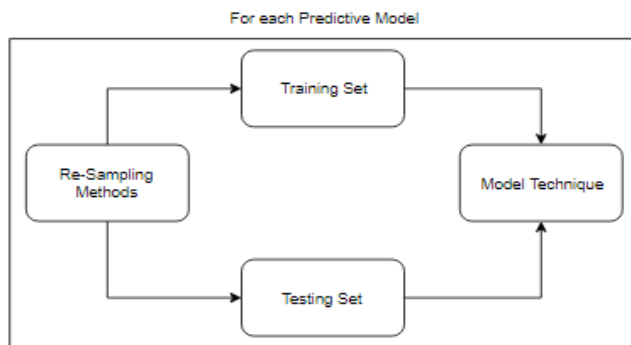 For each Predictive Model
Training Set
Re-Sampling
Methods
Model Technique
Testing Set